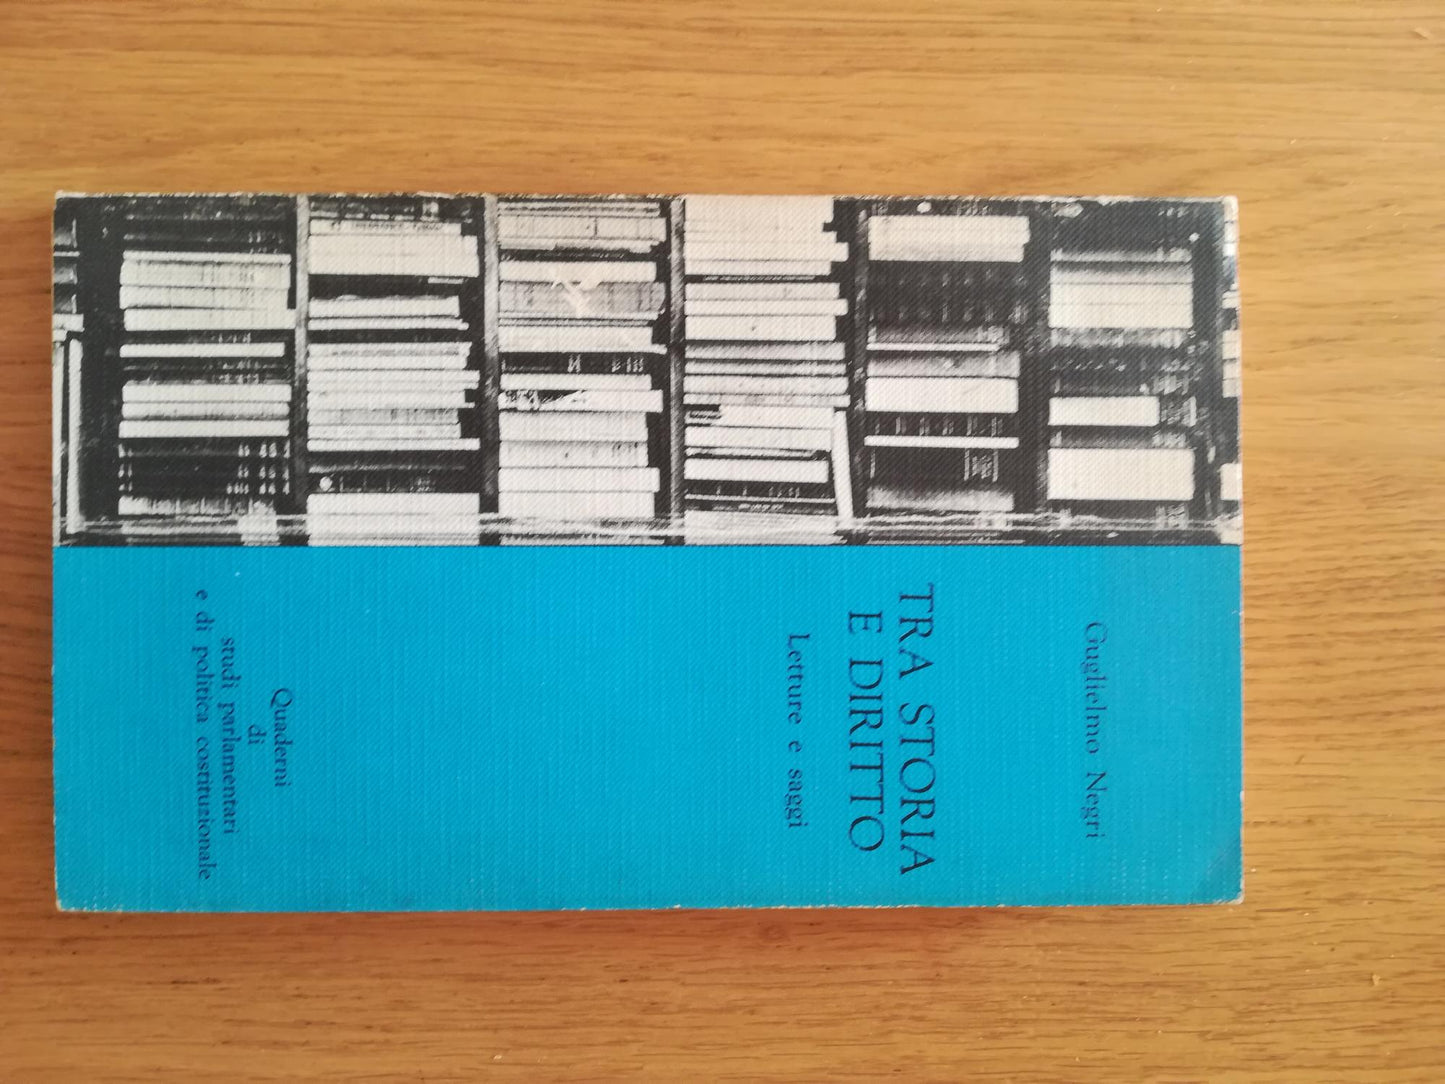 Guglielmo Negri
TRA STORIA
E DIRITTO
Letture e saggi
Quaderni
di
studi parlamentari
e di politica costituzionale